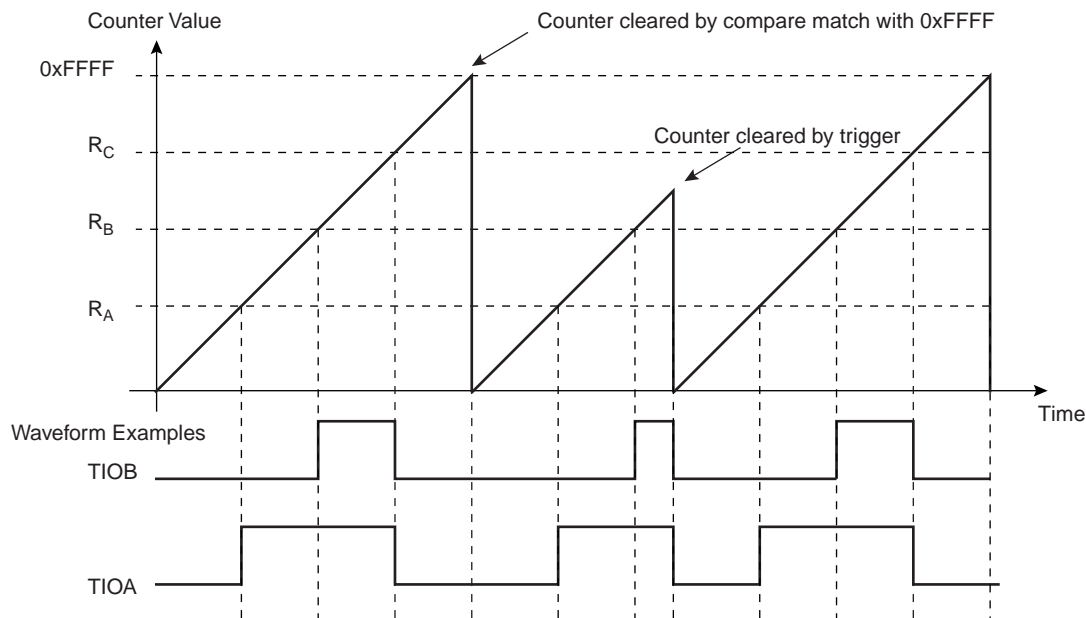 Counter Value
Counter cleared by compare match with 0xFFFF
0xFFFF
Counter cleared by trigger
RC
RB
RA
Time
Waveform Examples
TIOB
TIOA